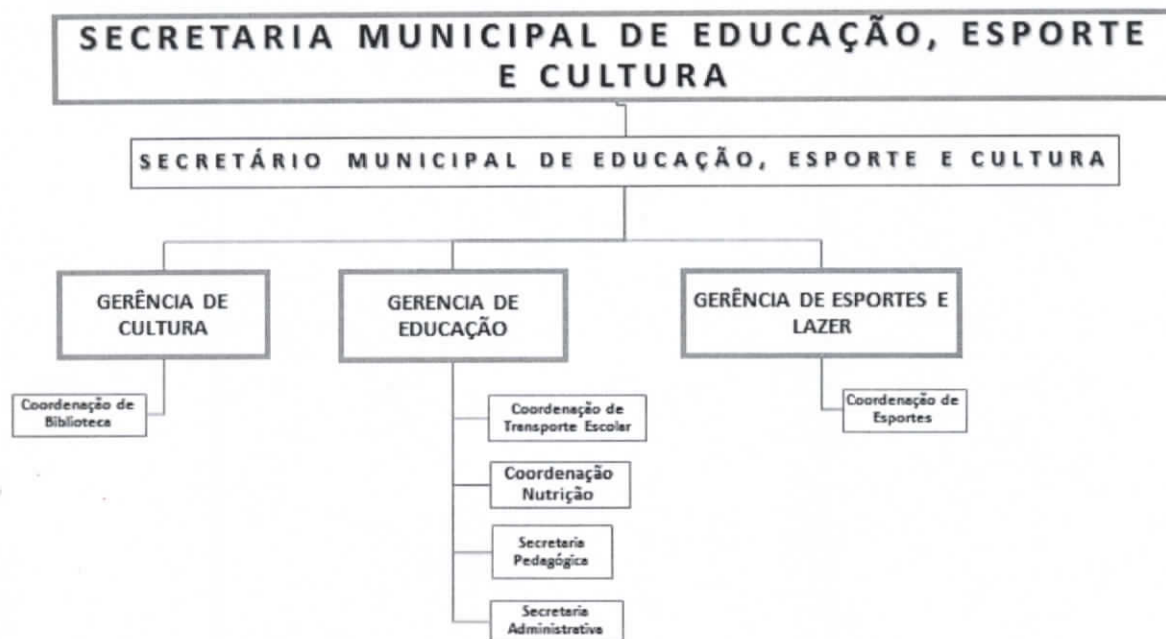 SECRETARIA MUNICIPAL DE EDUCAÇÃO, ESPORTE
E CULTURA
SECRETÁRIO MUNICIPAL DE EDUCAÇÃO, ESPORTE E CULTURA
GERÊNCIA DE
CULTURA
GERENCIA DE
EDUCAÇÃO
GERÊNCIA DE ESPORTES E
LAZER
Coordenação de
Biblioteca
Coordenação de
Transporte Escolar
Coordenação
Nutrição
Secretaria
Pedagógica
Secretaria
Administrativa
Coordenação de
Esportes